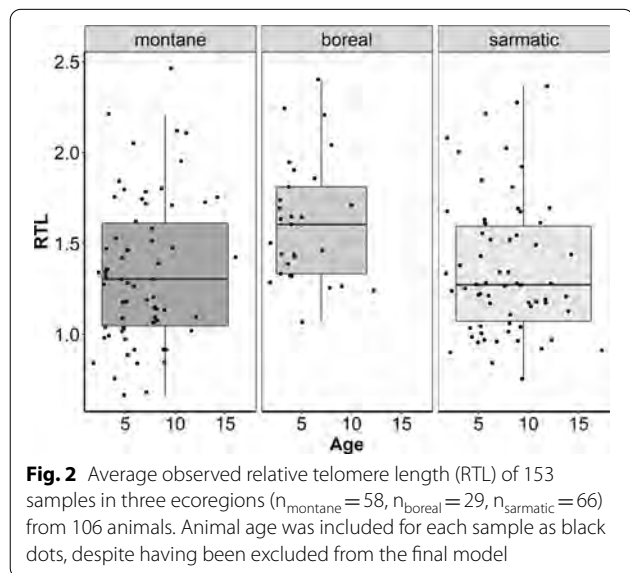 montane boreal sarmatic
2.5
2.0
RTL
1.5
1.0
5 10 15 5 10 15 5 10 15
Age
Fig. 2 Average observed relative telomere length (RTL) of 153
samples in three ecoregions (nmontane = 58, nboreal = 29, nsarmatic = 66)
from 106 animals. Animal age was included for each sample as black
dots, despite having been excluded from the final model